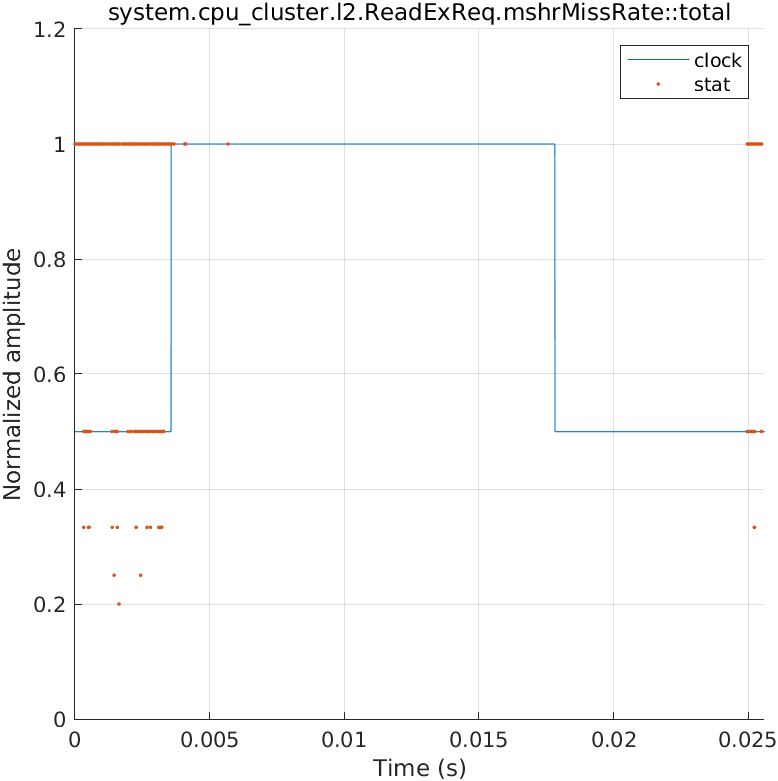 system.cpu_cluster.l2.ReadExReq.mshrMissRate::total
1.2
clock
stat
1
0.8
0.6
Normalized amplitude
0.4
0.2
0
0 0.005 0.01 0.015 0.02 0.025
Time (s)